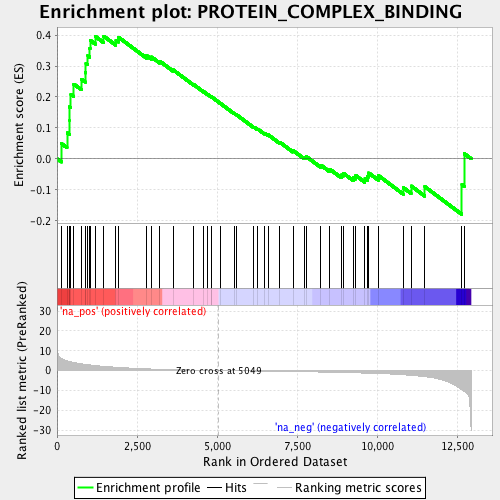 Enrichment plot: PROTEIN_COMPLEX_BINDING
Enrichment score (ES)
0.4
0.3
0.2
0.1
0.0
-0.1
-0.2
'na_pos' (positively correlated)
Ranked list metric (PreRanked)
30
20
10
0
-10
-20
-30
Zero cross at 5049
'na_neg' (negatively correlated)
0
2,500
5,000
7,500
10,000
12,500
Rank in Ordered Dataset
Enrichment profile
Hits
Ranking metric scores